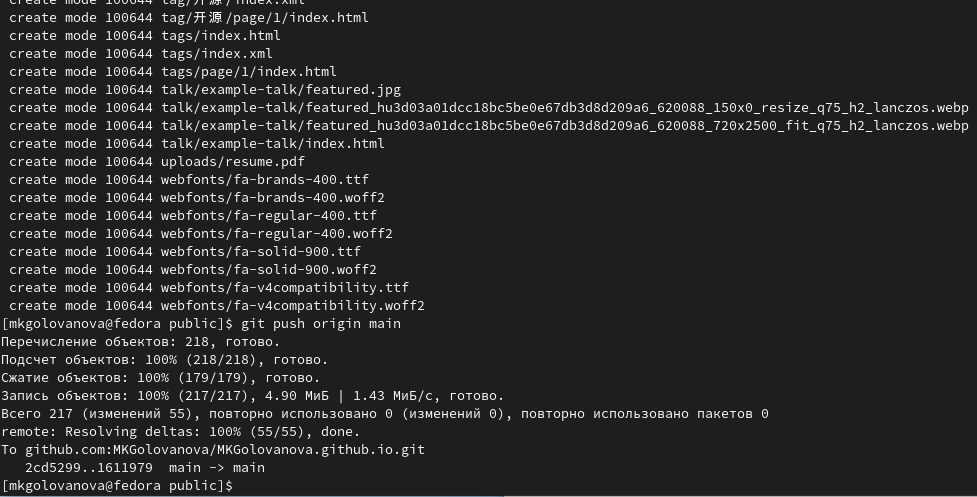 create mode 100644 tag/开源/index.xml
create mode 100644 tag/开源/page/1/index.html
create mode 100644 tags/index.html
create mode 100644 tags/index.xml
create mode 100644 tags/page/1/index.html
create mode 100644 talk/example-talk/featured.jpg
create mode 100644 talk/example-talk/featured_hu3d03a01dcc18bc5be0e67db3d8d209a6_620088_150x0_resize_q75_h2_lanczos.webp
create mode 100644 talk/example-talk/featured_hu3d03a01dcc18bc5be0e67db3d8d209a6_620088_720x2500_fit_q75_h2_lanczos.webp
create mode 100644 talk/example-talk/index.html
create mode 100644 uploads/resume.pdf
create mode 100644 webfonts/fa-brands-400.ttf
create mode 100644 webfonts/fa-brands-400.woff2
create mode 100644 webfonts/fa-regular-400.ttf
create mode 100644 webfonts/fa-regular-400.woff2
create mode 100644 webfonts/fa-solid-900.ttf
create mode 100644 webfonts/fa-solid-900.woff2
create mode 100644 webfonts/fa-v4compatibility.ttf
create mode 100644 webfonts/fa-v4compatibility.woff2
[mkgolovanova@fedora public]$ git push origin main
Перечисление объектов: 218, готово.
Подсчет объектов: 100% (218/218), готово.
Сжатие объектов: 100% (179/179), готово.
Запись объектов: 100% (217/217), 4.90 МиБ | 1.43 МиБ/с, готово.
Всего 217 (изменений 55), повторно использовано 0 (изменений 0), повторно использовано пакетов 0
remote: Resolving deltas: 100% (55/55), done.
To github.com:MKGolovanova/MKGolovanova.github.io.git
2cd5299..1611979  main -> main
[mkgolovanova@fedora public]$